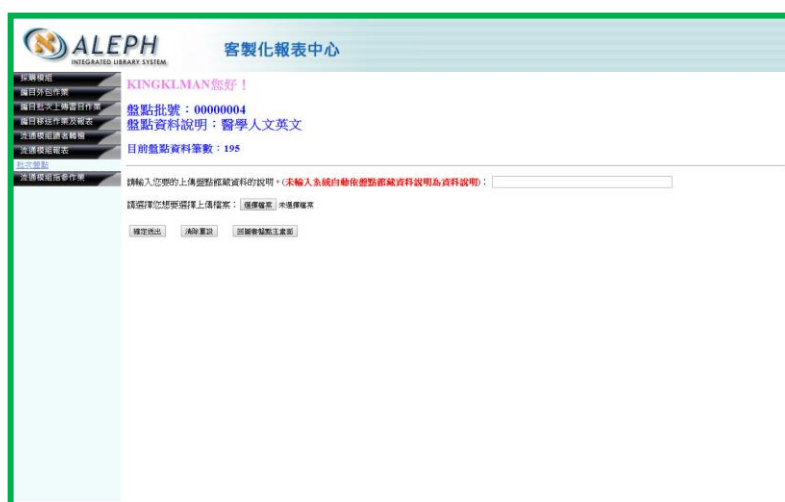 ALEPH
INTEGRATED LIBRARY SYSTEM
客製化報表中心
採購模組
編目外包作業
編目批次上傳書目作業
編目移送作業及報表
流通模組讀者轉檔
流通模組報表
批次盤點
流通模組指參作業
KINGKLMAN您好！
盤點批號：00000004
盤點資料說明：醫學人文英文
目前盤點資料筆數：195
請輸入您要的上傳盤點館藏資料的說明。(未輸入系統自動依盤點館藏資料說明為資料說明)：
請選擇您想要選擇上傳檔案： 選擇檔案 未選擇檔案
確定送出 清除重設 回圖書盤點主畫面